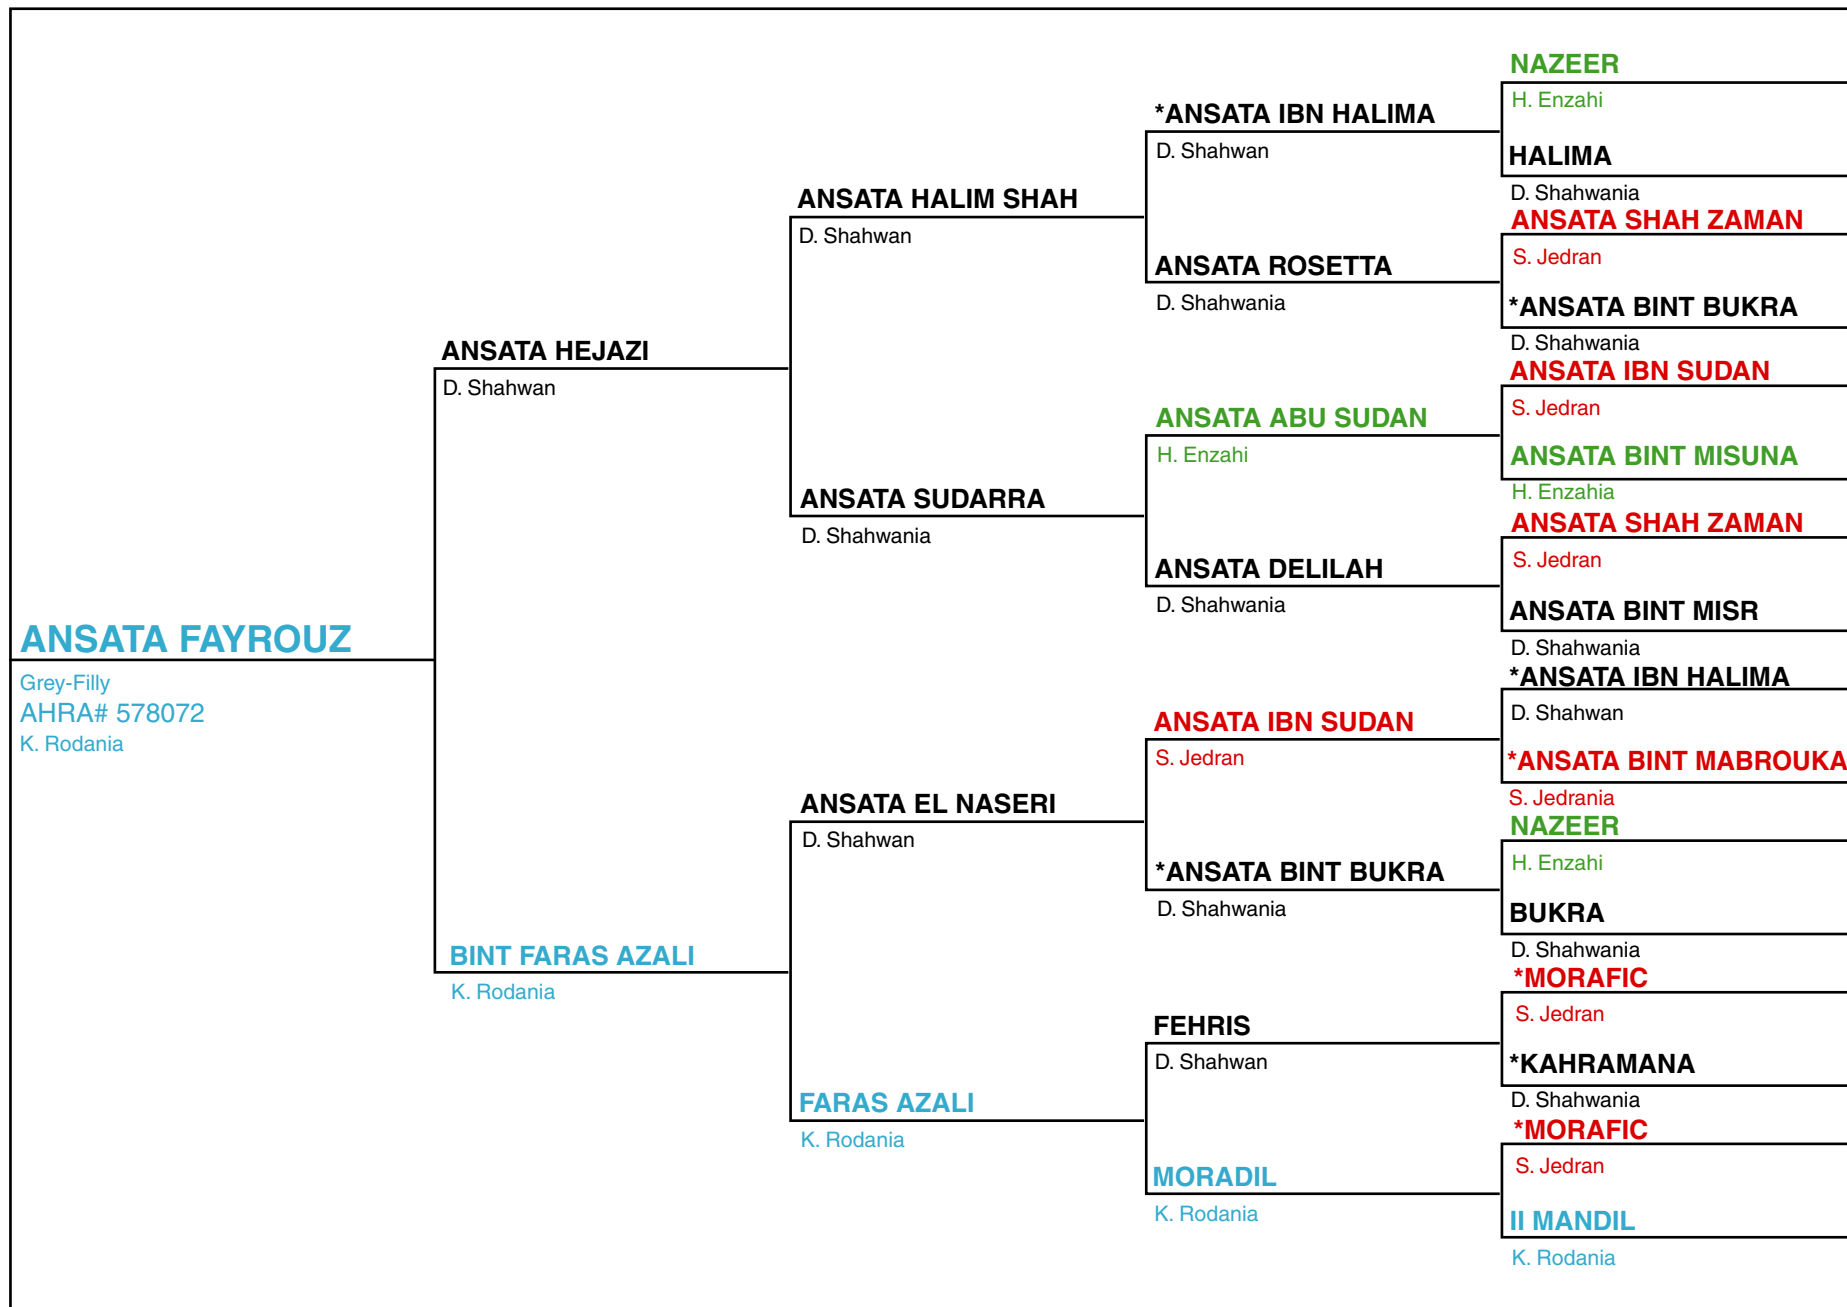 ANSATA FAYROUZ
Grey-Filly
AHRA# 578072
K. Rodania
ANSATA HEJAZI
D. Shahwan
BINT FARAS AZALI
K. Rodania
ANSATA HALIM SHAH
D. Shahwan
ANSATA SUDARRA
D. Shahwania
ANSATA EL NASERI
D. Shahwan
FARAS AZALI
K. Rodania
*ANSATA IBN HALIMA
D. Shahwan
ANSATA ROSETTA
D. Shahwania
ANSATA ABU SUDAN
H. Enzahi
ANSATA DELILAH
D. Shahwania
ANSATA IBN SUDAN
S. Jedran
*ANSATA BINT BUKRA
D. Shahwania
FEHRIS
D. Shahwan
MORADIL
K. Rodania
NAZEER
H. Enzahi
HALIMA
D. Shahwania
ANSATA SHAH ZAMAN
S. Jedran
*ANSATA BINT BUKRA
D. Shahwania
ANSATA IBN SUDAN
S. Jedran
ANSATA BINT MISUNA
H. Enzahia
ANSATA SHAH ZAMAN
S. Jedran
ANSATA BINT MISR
D. Shahwania
*ANSATA IBN HALIMA
D. Shahwan
*ANSATA BINT MABROUKA
S. Jedrania
NAZEER
H. Enzahi
BUKRA
D. Shahwania
*MORAFIC
S. Jedran
*KAHRAMANA
D. Shahwania
*MORAFIC
S. Jedran
II MANDIL
K. Rodania